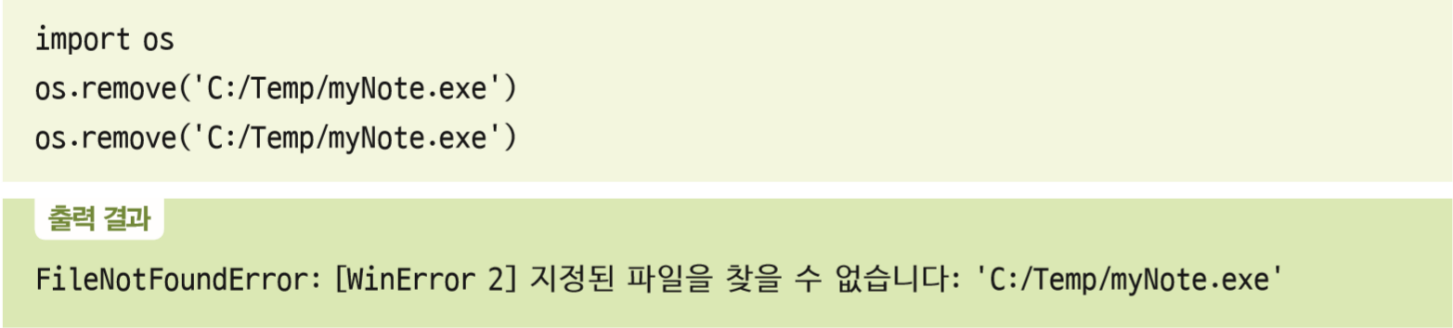 import os
os.remove('C:/Temp/myNote.exe')
os.remove('C:/Temp/myNote.exe')
출력 결과
FileNotFoundError: [WinError 2] 지정된 파일을 찾을 수 없습니다: 'C:/Temp/myNote.exe'